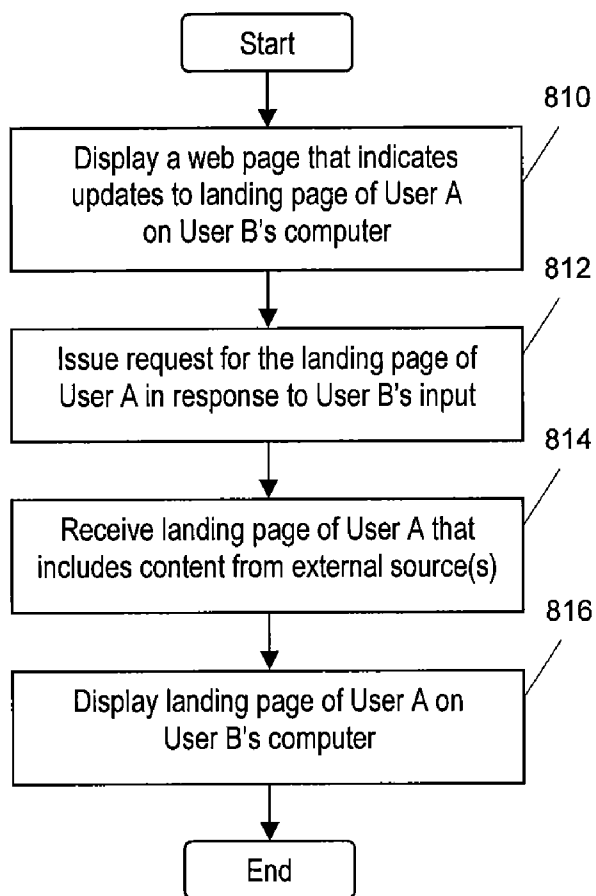 Start
810
Display a web page that indicates
updates to landing page of User A
on User B's computer
812
Issue request for the landing page of
User A in response to User B's input
814
Receive landing page of User A that
includes content from external source(s)
816
Display landing page of User A on
User B's computer
End